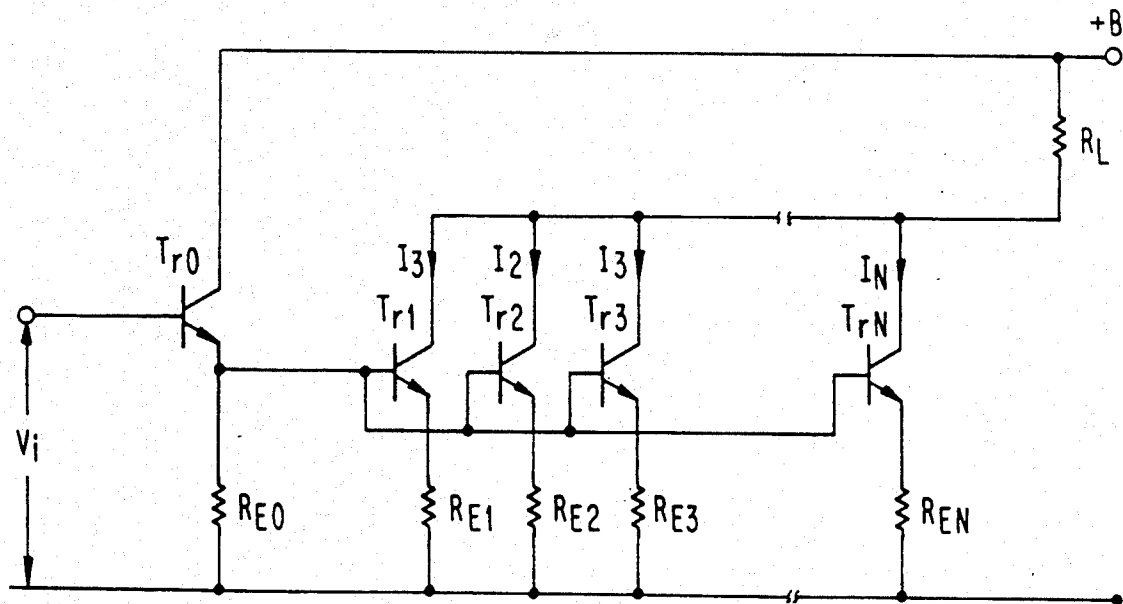 +B
RL
Tr0
I3
I2
I3
IN
Tr1
Tr2
Tr3
TrN
Vi
RE0
RE1
RE2
RE3
REN